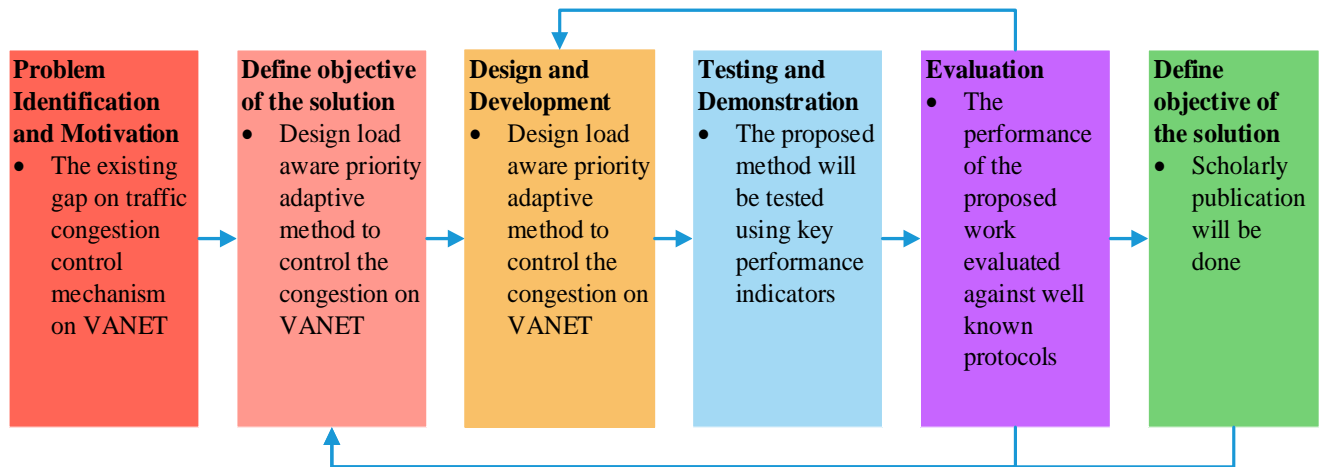 Problem
Identification
and Motivation
• The existing
gap on traffic
congestion
control
mechanism
on VANET
Define objective
of the solution
• Design load
aware priority
adaptive
method to
control the
congestion on
VANET
Design and
Development
• Design load
aware priority
adaptive
method to
control the
congestion on
VANET
Testing and
Demonstration
• The proposed
method will
be tested
using key
performance
indicators
Evaluation
• The
performance
of the
proposed
work
evaluated
against well
known
protocols
Define
objective of
the solution
• Scholarly
publication
will be
done